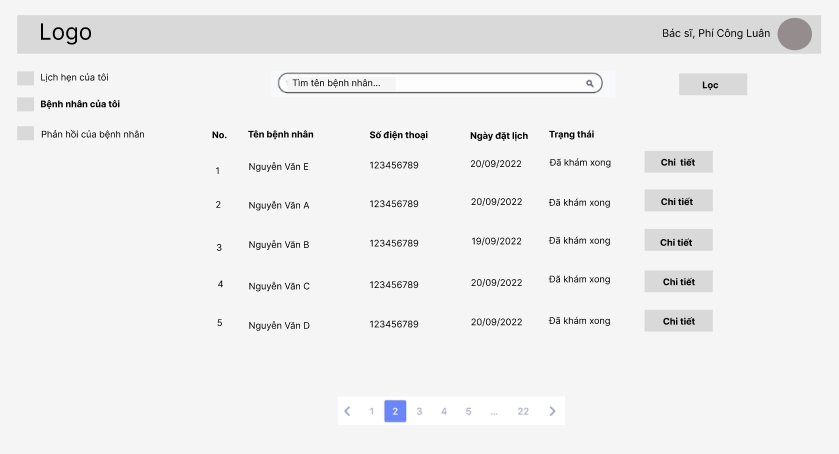 Logo
Bác sĩ, Phí Công Luân
Lịch hẹn của tôi
Bệnh nhân của tôi
Phản hồi của bệnh nhân
Tìm tên bệnh nhân...
Lọc
No. Tên bệnh nhân Số điện thoại Ngày đặt lịch Trạng thái
1 Nguyễn Văn E 123456789 20/09/2022 Đã khám xong Chi tiết
2 Nguyễn Văn A 123456789 20/09/2022 Đã khám xong Chi tiết
3 Nguyễn Văn B 123456789 19/09/2022 Đã khám xong Chi tiết
4 Nguyễn Văn C 123456789 20/09/2022 Đã khám xong Chi tiết
5 Nguyễn Văn D 123456789 20/09/2022 Đã khám xong Chi tiết
1 2 3 4 5 ... 22